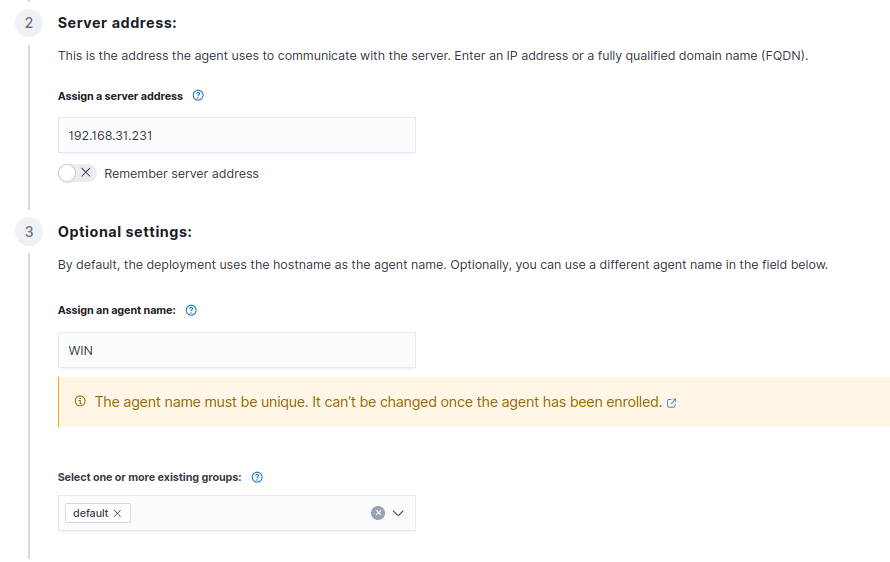 2
Server address:
This is the address the agent uses to communicate with the server. Enter an IP address or a fully qualified domain name (FQDN).
Assign a server address
192.168.31.231
Remember server address
3
Optional settings:
By default, the deployment uses the hostname as the agent name. Optionally, you can use a different agent name in the field below.
Assign an agent name:
WIN
The agent name must be unique. It can’t be changed once the agent has been enrolled.
Select one or more existing groups:
default